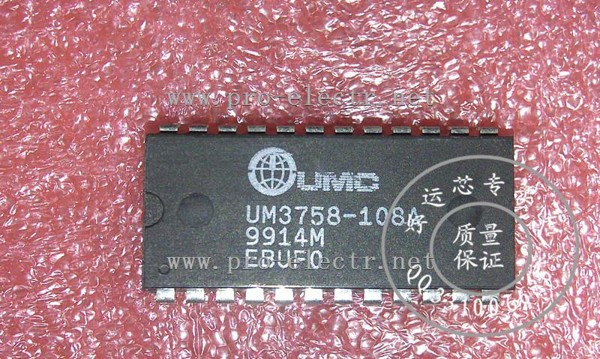 www.pro-electr.net
UMC
UM3758-108A
9914M
EBUF0
www.pro-electr.net
好运芯专
质量
保证